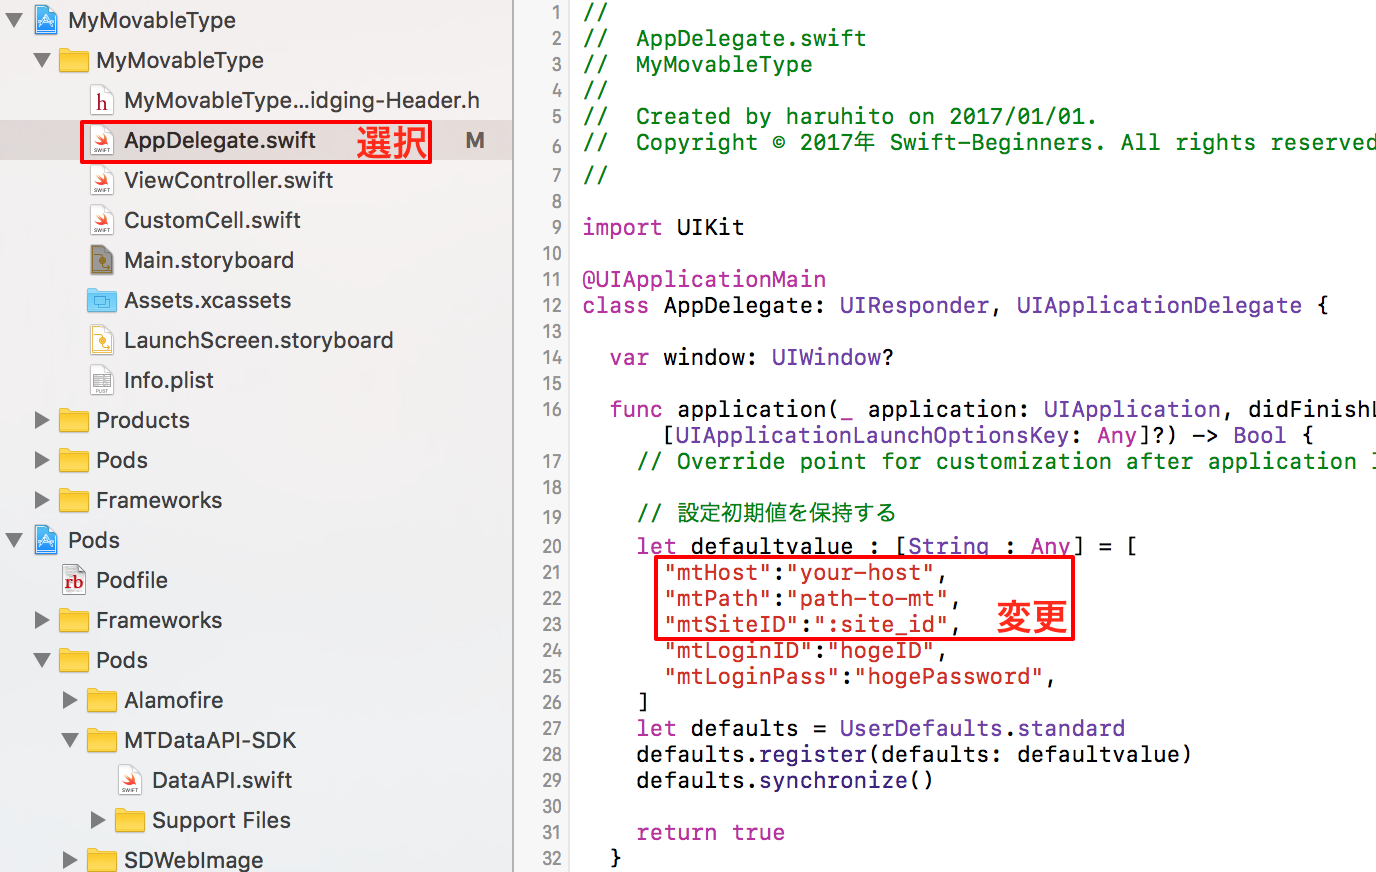 MyMovableType
MyMovableType
MyMovableType...idging-Header.h
AppDelegate.swift 選択 M
ViewController.swift
CustomCell.swift
Main.storyboard
Assets.xcassets
LaunchScreen.storyboard
Info.plist
Products
Pods
Frameworks
Pods
Podfile
Frameworks
Pods
Alamofire
MTDataAPI-SDK
DataAPI.swift
Support Files
SDWebImage
1 //
2 //  AppDelegate.swift
3 //  MyMovableType
4 //
5 //  Created by haruhito on 2017/01/01.
6 //  Copyright © 2017年 Swift-Beginners. All rights reserved
7 //
8
9 import UIKit
10
11 @UIApplicationMain
12 class AppDelegate: UIResponder, UIApplicationDelegate {
13
14   var window: UIWindow?
15
16   func application(_ application: UIApplication, didFinishL
[UIApplicationLaunchOptionsKey: Any]?) -> Bool {
17     // Override point for customization after application l
18
19     // 設定初期値を保持する
20     let defaultvalue : [String : Any] = [
21       "mtHost":"your-host",
22       "mtPath":"path-to-mt",
23       "mtSiteID":":site_id", 変更
24       "mtLoginID":"hogeID",
25       "mtLoginPass":"hogePassword",
26     ]
27     let defaults = UserDefaults.standard
28     defaults.register(defaults: defaultvalue)
29     defaults.synchronize()
30
31     return true
32   }